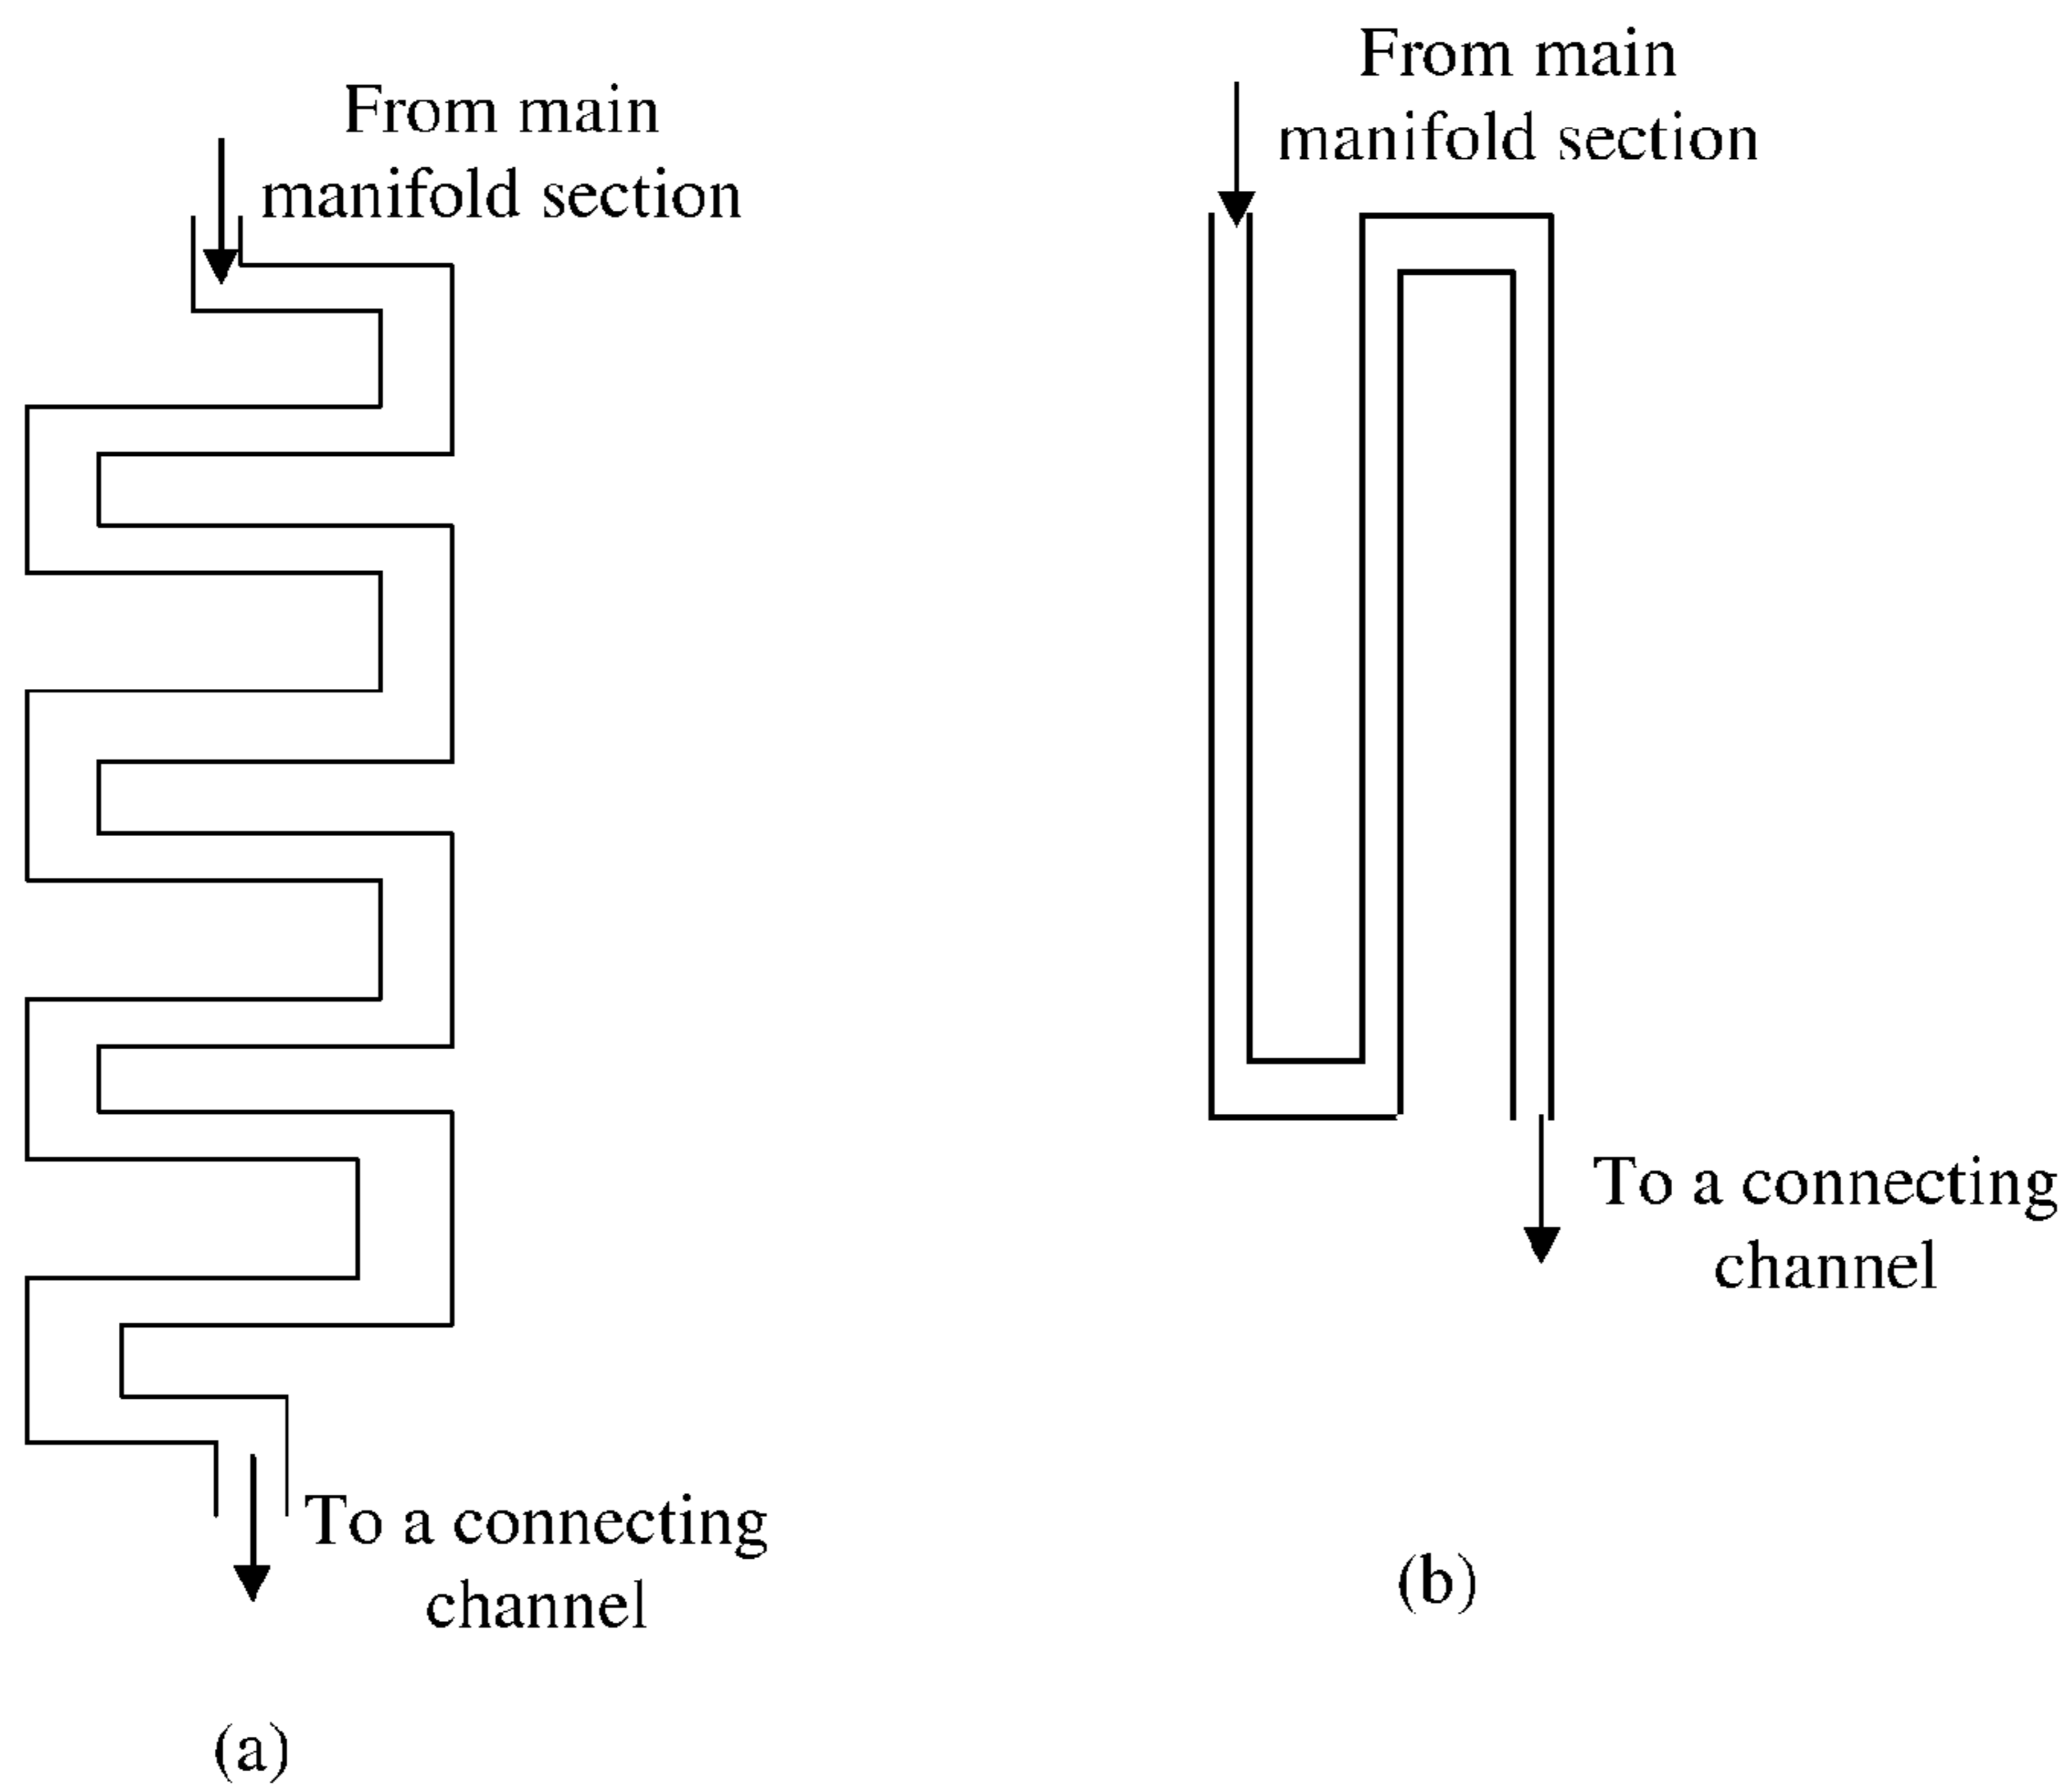 From main
manifold section
To a connecting
channel
(a)
From main
manifold section
To a connecting
channel
(b)